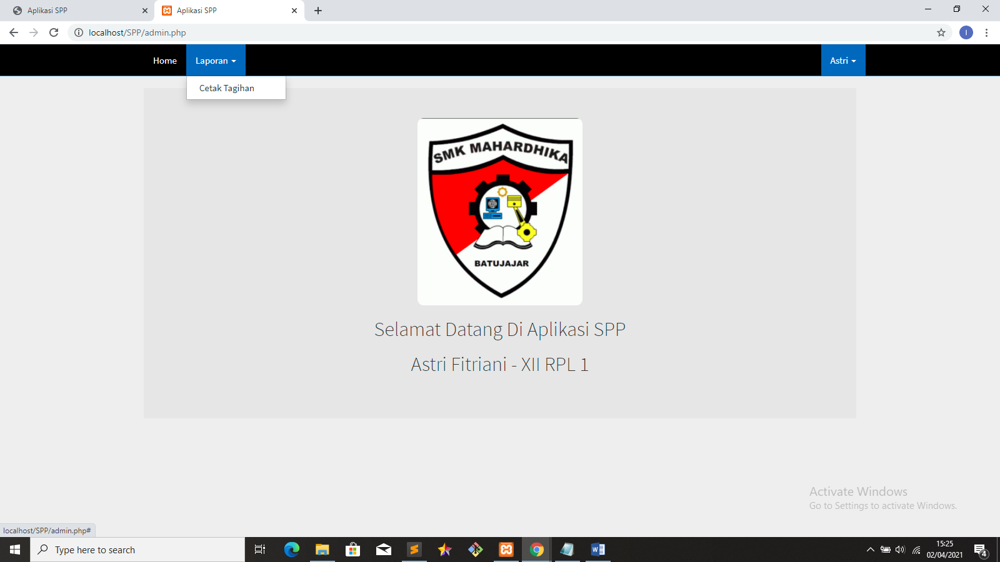 Aplikasi SPP
Aplikasi SPP
localhost/SPP/admin.php
I
Home
Laporan
Astri
Cetak Tagihan
SMK MAHARDHIKA
BATUJAJAR
Selamat Datang Di Aplikasi SPP
Astri Fitriani - XII RPL 1
Activate Windows
Go to Settings to activate Windows.
localhost/SPP/admin.php#
Type here to search
15:25
02/04/2021
4